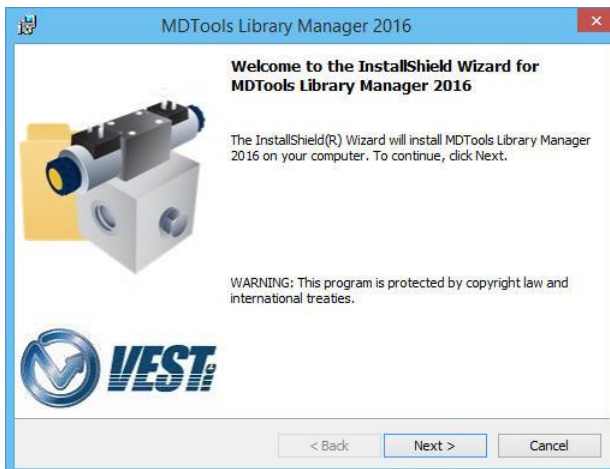 MDTools Library Manager 2016
Welcome to the InstallShield Wizard for
MDTools Library Manager 2016
The InstallShield(R) Wizard will install MDTools Library Manager
2016 on your computer. To continue, click Next.
WARNING: This program is protected by copyright law and
international treaties.
VEST
< Back
Next >
Cancel